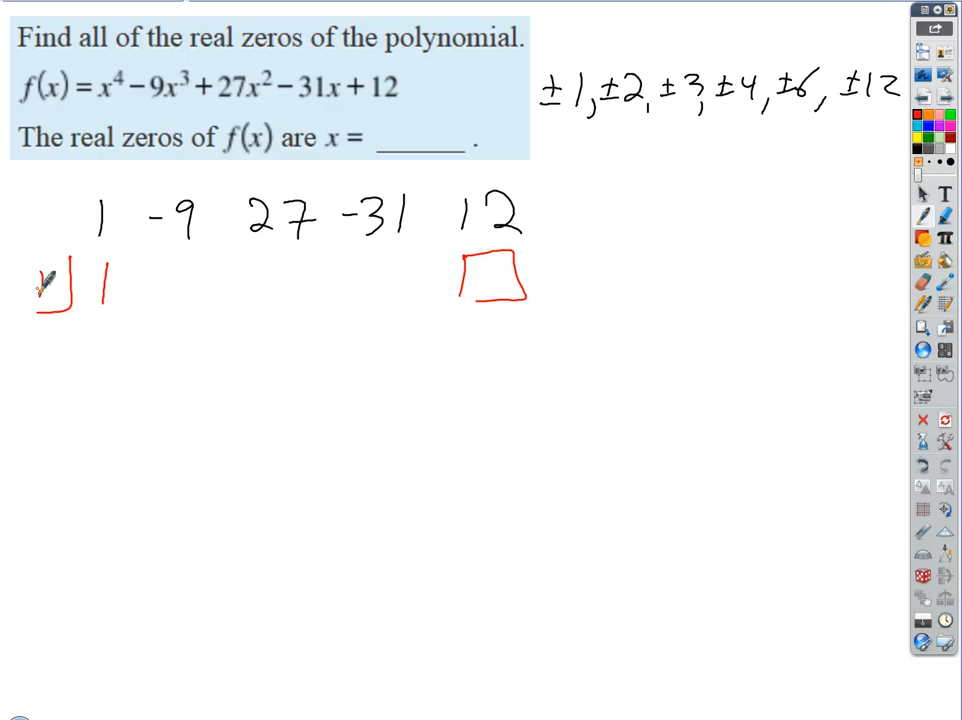 Find all of the real zeros of the polynomial.
f(x) = x⁴ − 9x³ + 27x² − 31x + 12
The real zeros of f(x) are x = ______ .
±1, ±2, ±3, ±4, ±6, ±12
1 -9 27 -31 12
1
T
π
A A